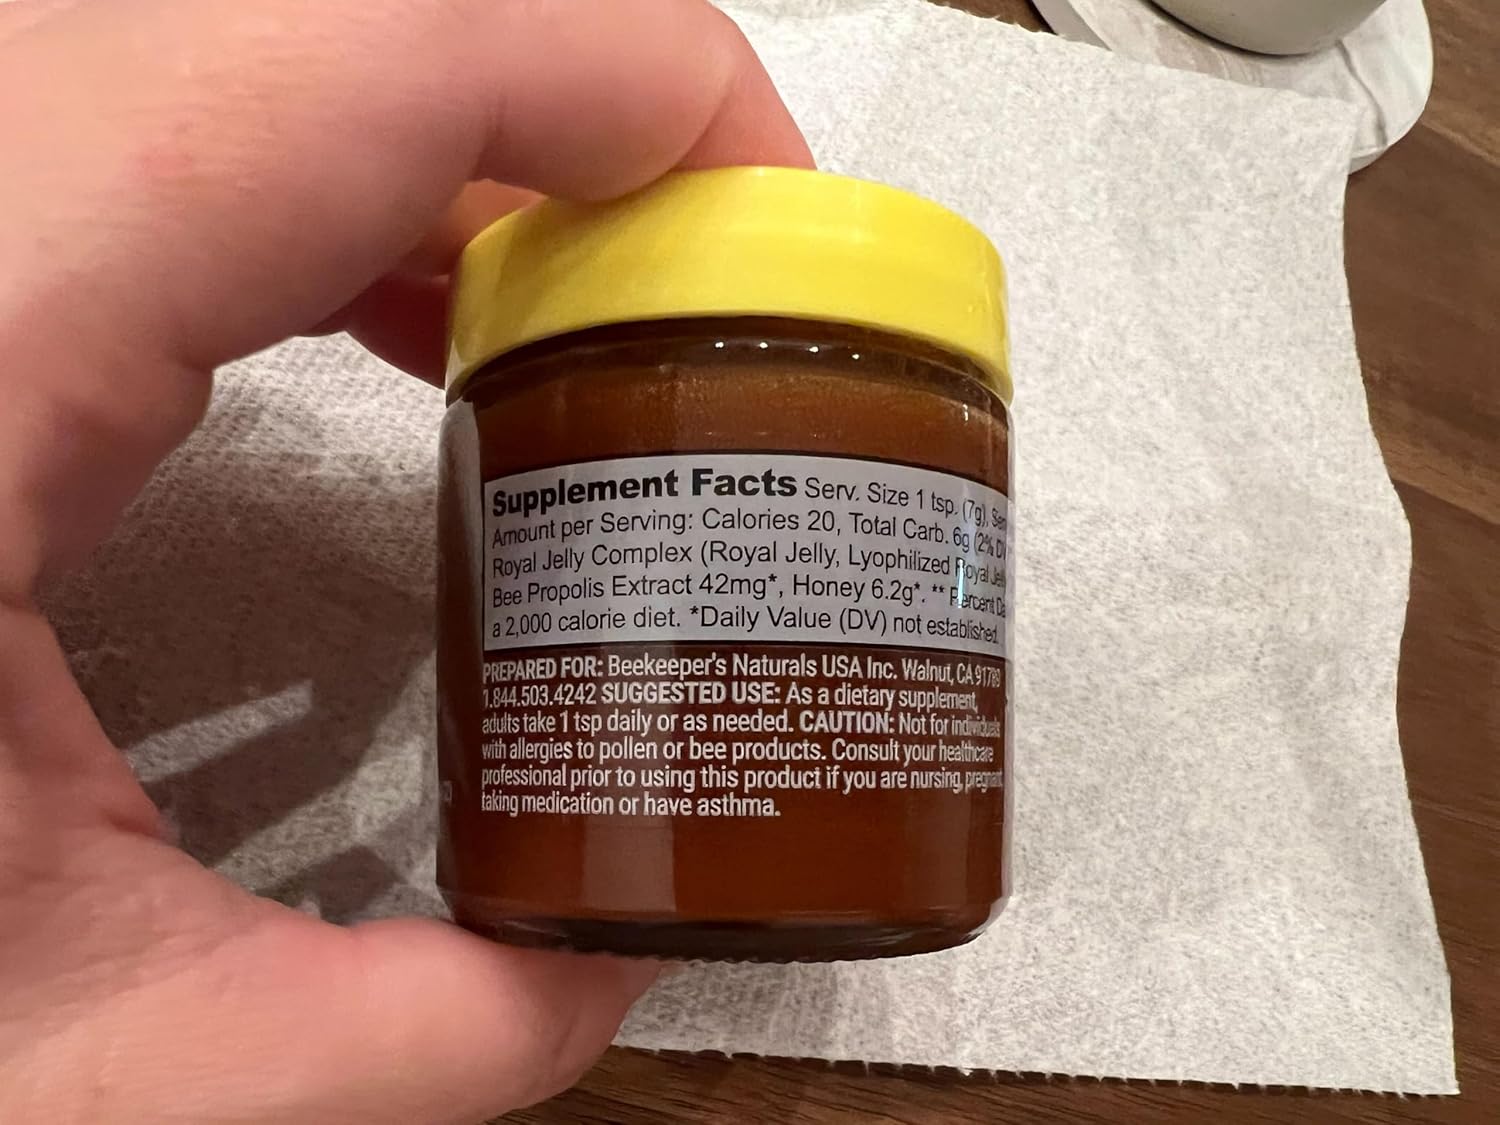 Supplement Facts Serv. Size 1 tsp. (7g),
Amount per Serving: Calories 20, Total Carb. 6g (2%
Royal Jelly Complex (Royal Jelly, Lyophilized Royal
Bee Propolis Extract 42mg*, Honey 6.2g*. ** Percent
a 2,000 calorie diet. *Daily Value (DV) not established.
PREPARED FOR: Beekeeper's Naturals USA Inc. Walnut, CA 91789
1.844.503.4242 SUGGESTED USE: As a dietary supplement,
adults take 1 tsp daily or as needed. CAUTION: Not for individuals
with allergies to pollen or bee products. Consult your healthcare
professional prior to using this product if you are nursing, pregnant,
taking medication or have asthma.